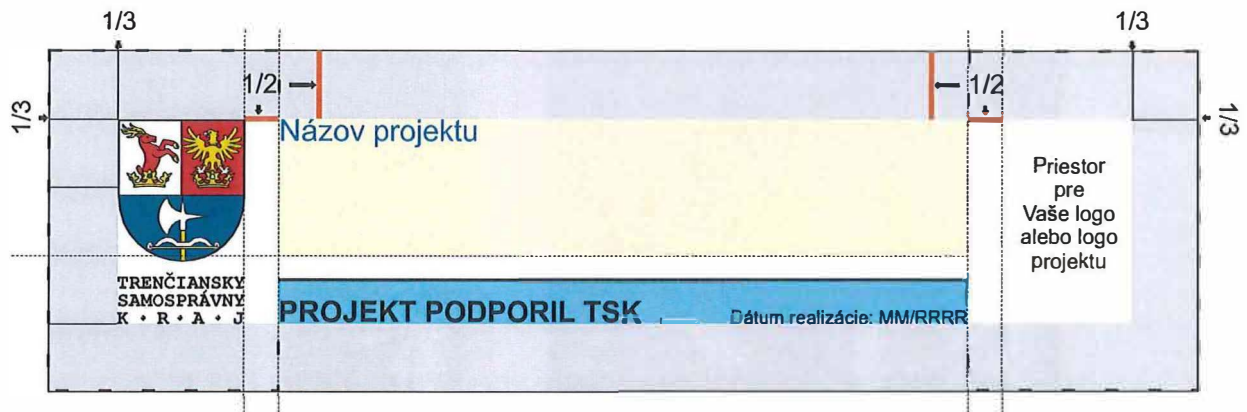 1/3
1/3
1/2
1/2
1/3
1/3
Názov projektu
Priestor
pre
Vaše logo
alebo logo
projektu
TRENČIANSKY
SAMOSPRÁVNY
K · R · A · J
PROJEKT PODPORIL TSK
Dátum realizácie: MM/RRRR